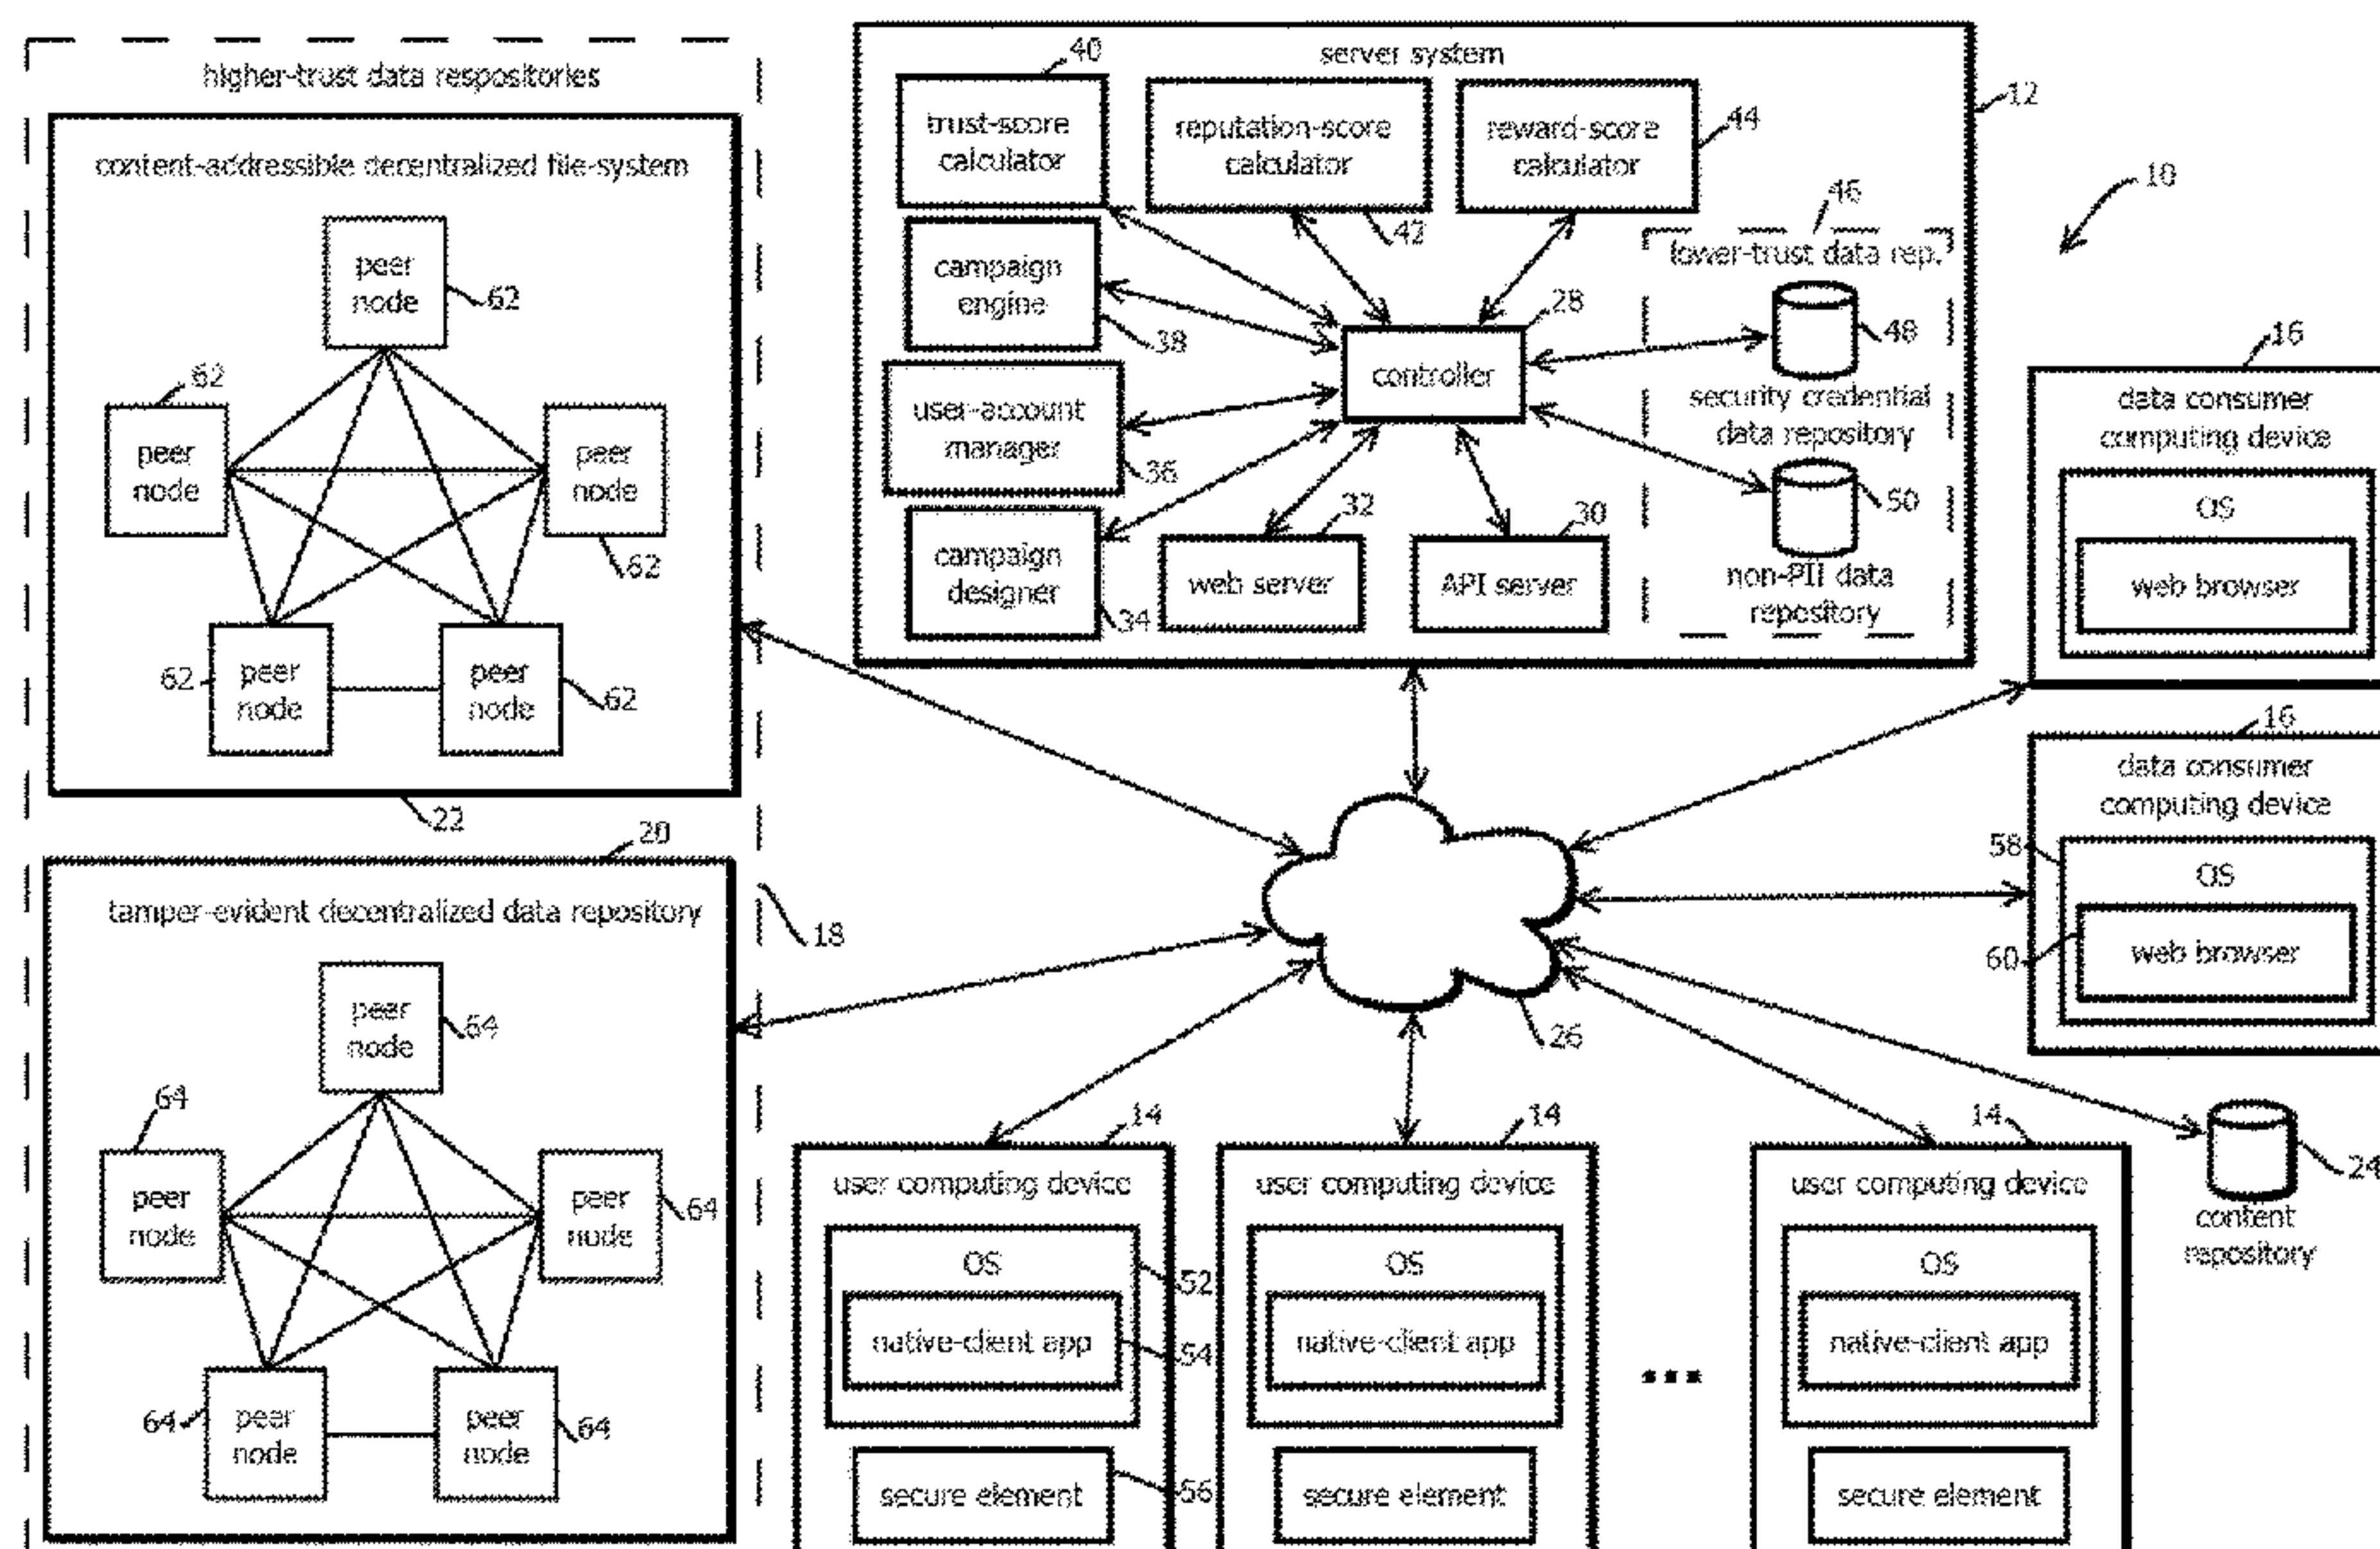 higher-trust data respositories
content-addressible decentralized file-system
peer
node
62
62
peer
node
peer
node
62
62
peer
node
peer
node
62
22
20
tamper-evident decentralized data repository
18
peer
node
64
64
peer
node
peer
node
64
64
peer
node
peer
node
64
server system
12
40
trust-score
calculator
reputation-score
calculator
42
reward-score
calculator
44
10
campaign
engine
38
46
lower-trust data rep.
28
controller
48
security credential
data repository
50
non-PII data
repository
user-account
manager
36
campaign
designer
34
32
web server
30
API server
16
data consumer
computing device
OS
web browser
16
data consumer
computing device
58
OS
60
web browser
26
14
user computing device
OS
52
native-client app
54
secure element
56
14
user computing device
OS
native-client app
secure element
...
14
user computing device
OS
native-client app
secure element
24
content
repository